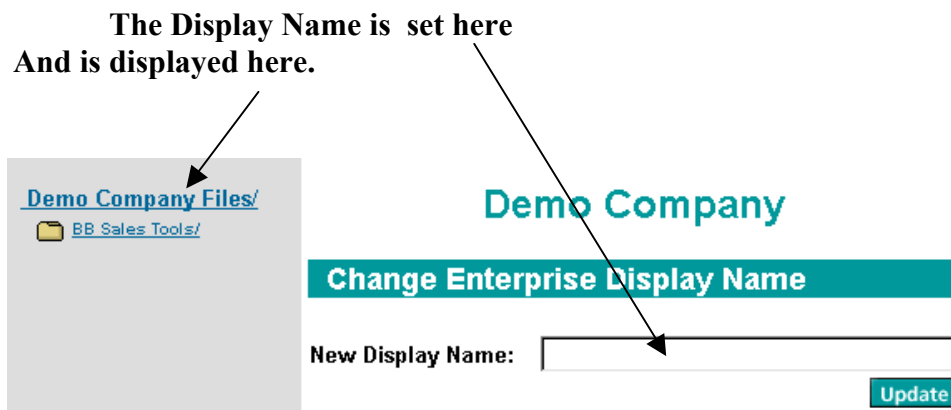 The Display Name is set here
And is displayed here.
Demo Company Files/
BB Sales Tools/
Demo Company
Change Enterprise Display Name
New Display Name:
Update